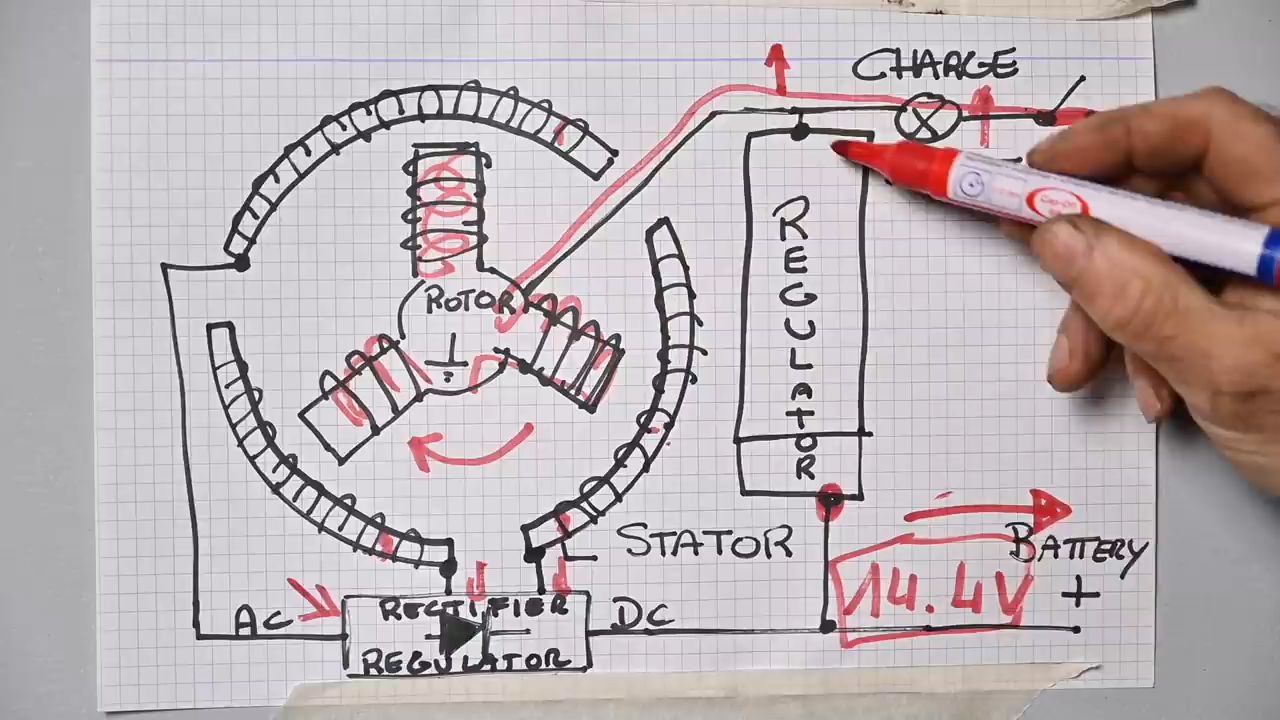 CHARGE
REGULATOR
ROTOR
STATOR
BATTERY
+
14.4V
AC
RECTIFIER
REGULATOR
DC